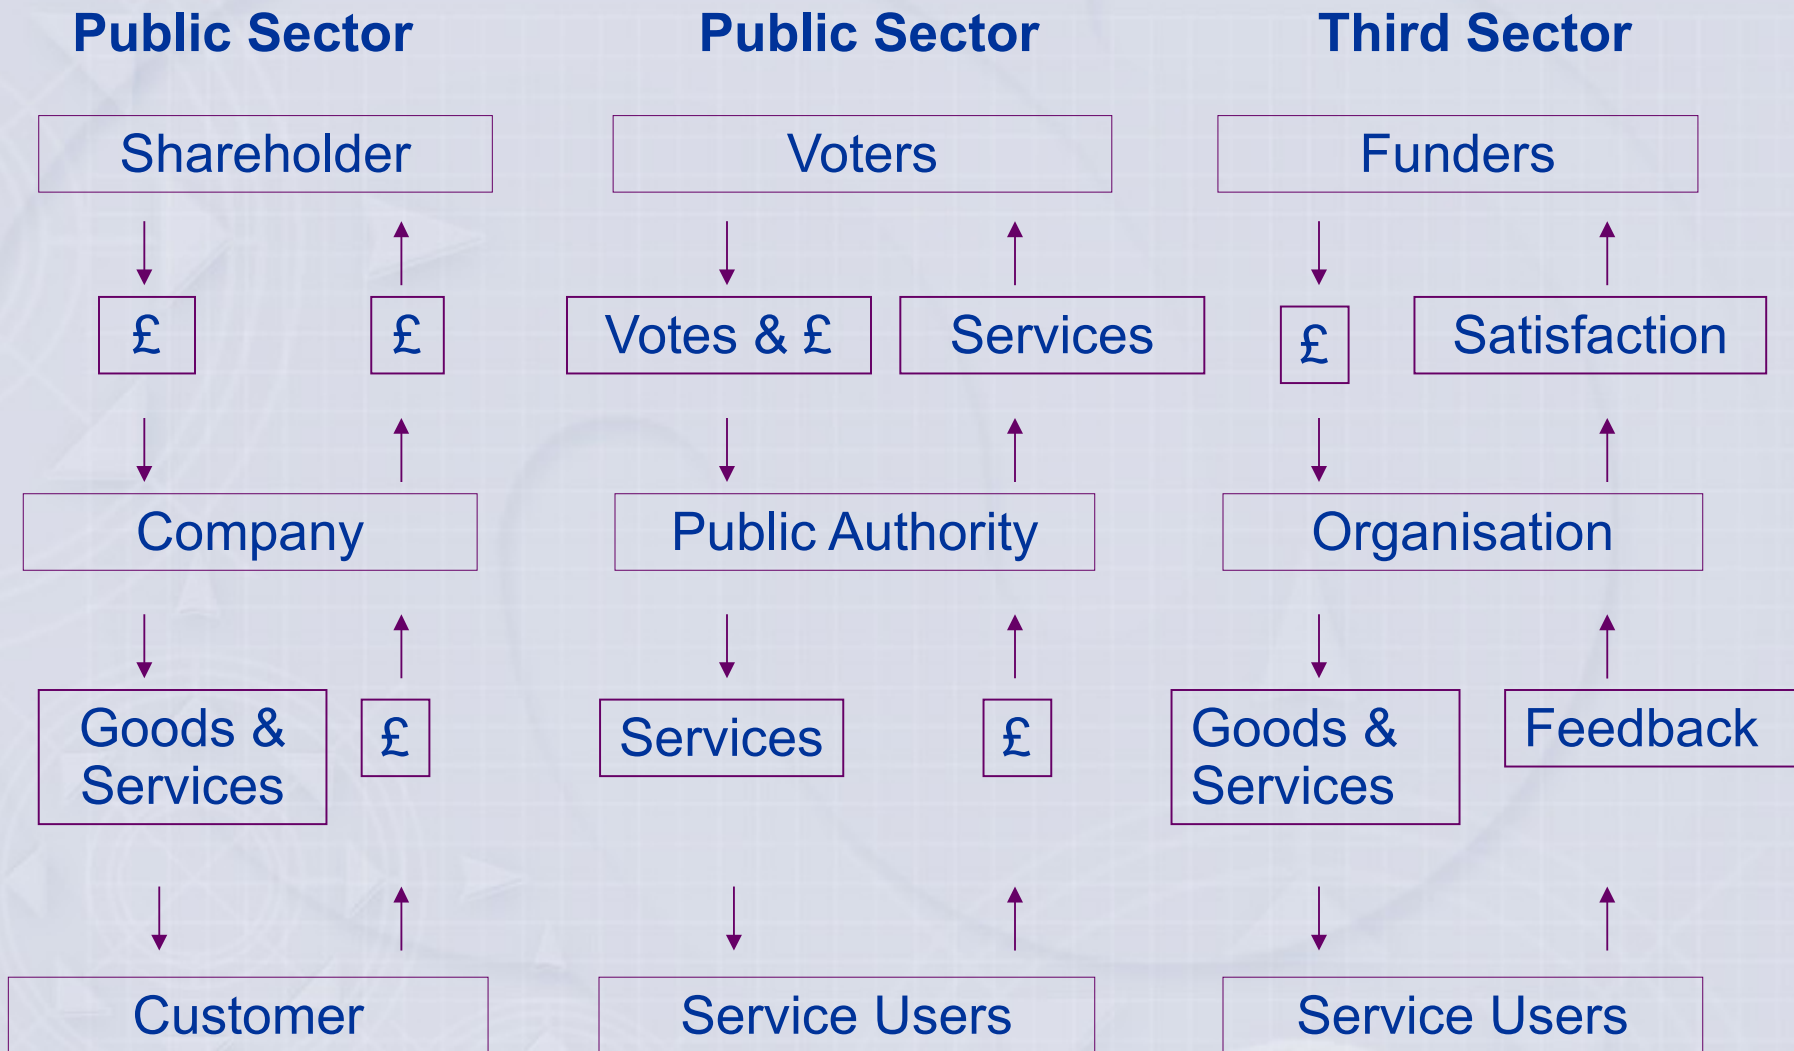 Public Sector
Public Sector
Third Sector
Shareholder
Voters
Funders
£
£
Votes & £
Services
£
Satisfaction
Company
Public Authority
Organisation
Goods &
Services
£
Services
£
Goods &
Services
Feedback
Customer
Service Users
Service Users